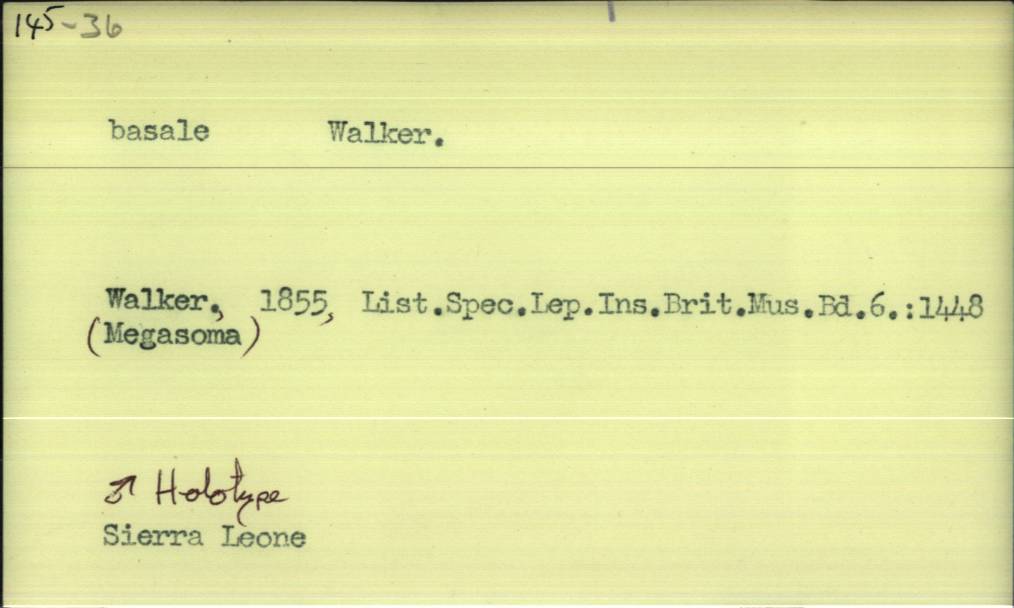 145-36
basale Walker.
Walker., 1855, List.Spec.Lep.Ins.Brit.Mus.Bd.6.:1448
(Megasoma)
♂ Holotype
Sierra Leone